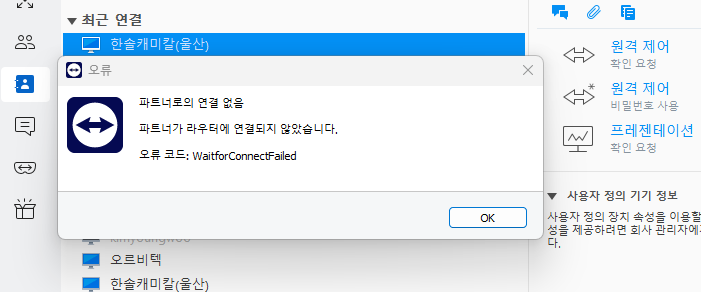 최근 연결
한솔캐미칼(울산)
오류
파트너로의 연결 없음
파트너가 라우터에 연결되지 않았습니다.
오류 코드: WaitforConnectFailed
OK
오르비텍
한솔캐미칼(울산)
원격 제어
확인 요청
원격 제어
비밀번호 사용
프레젠테이션
확인 요청
사용자 정의 기기 정보
사용자 정의 장치 속성을 이용할
성을 제공하려면 회사 관리자에
다.